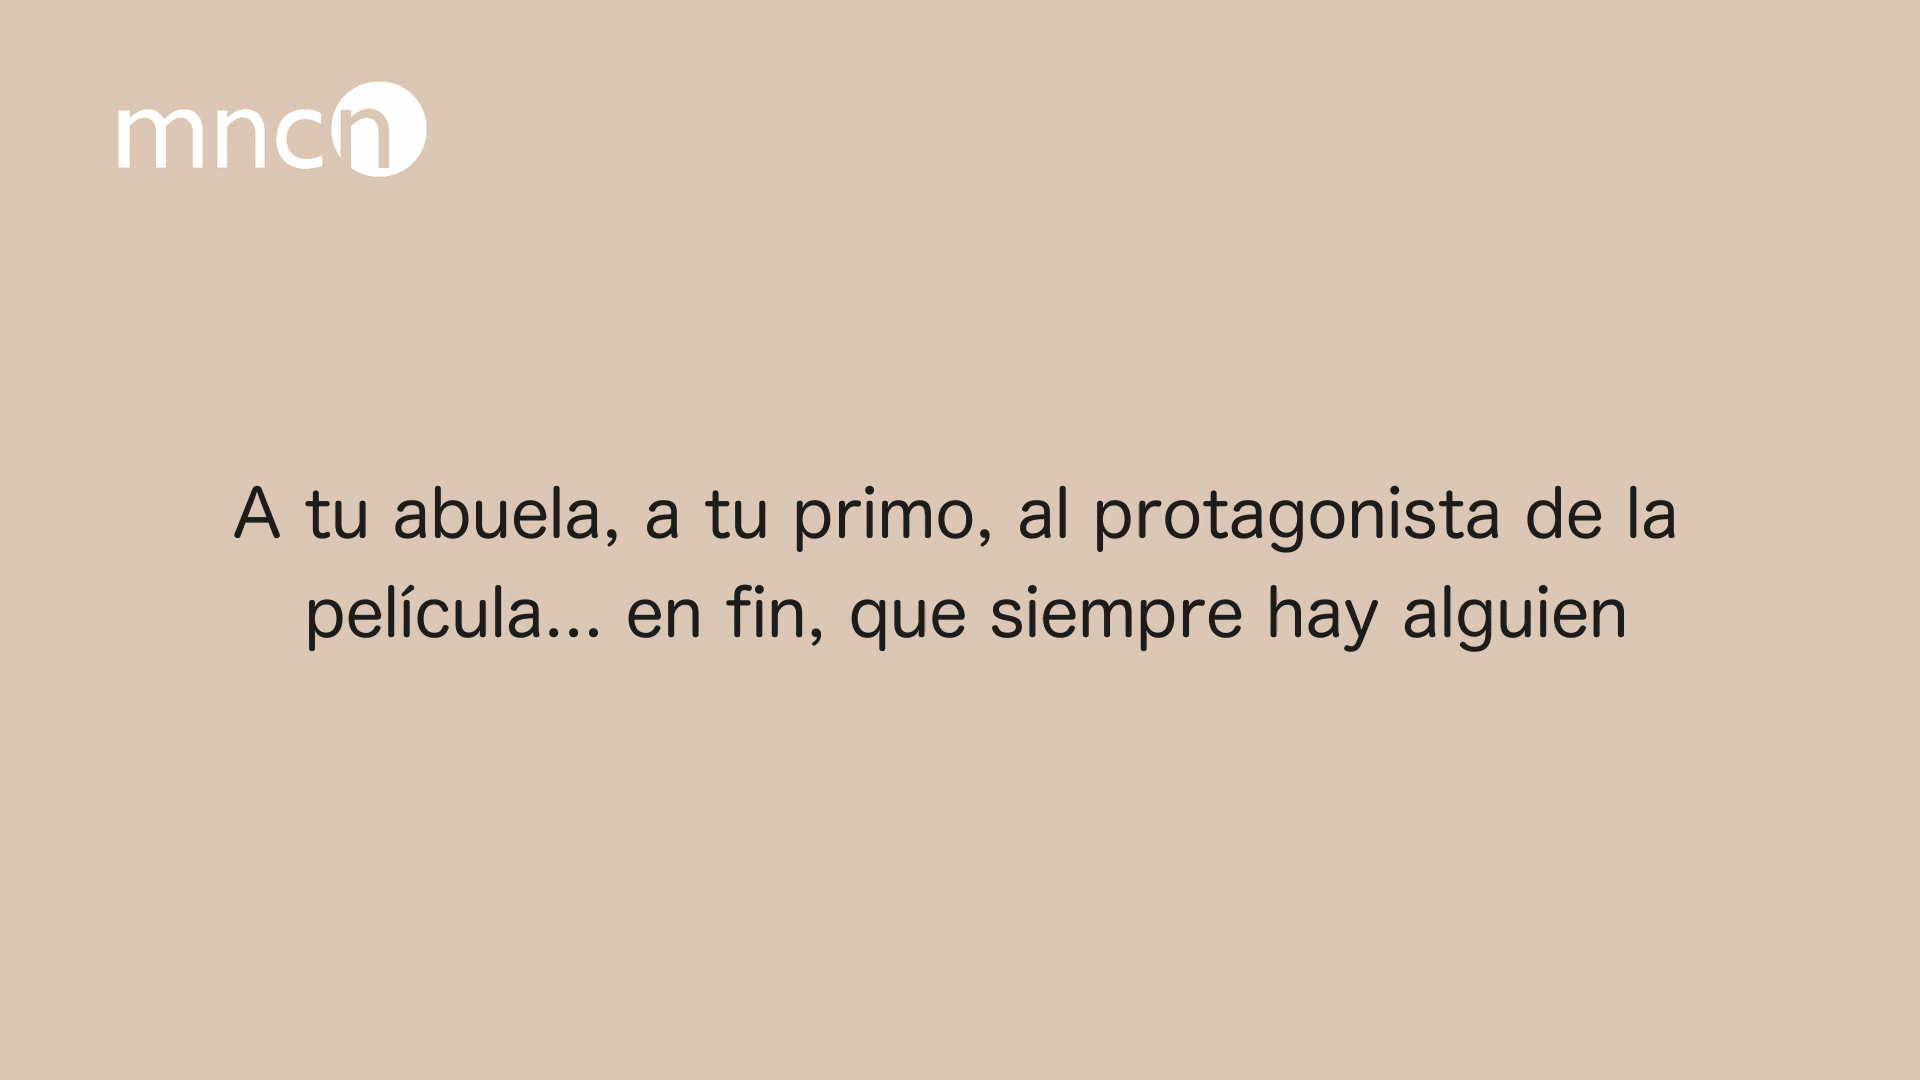 mncn
A tu abuela, a tu primo, al protagonista de la
película... en fin, que siempre hay alguien